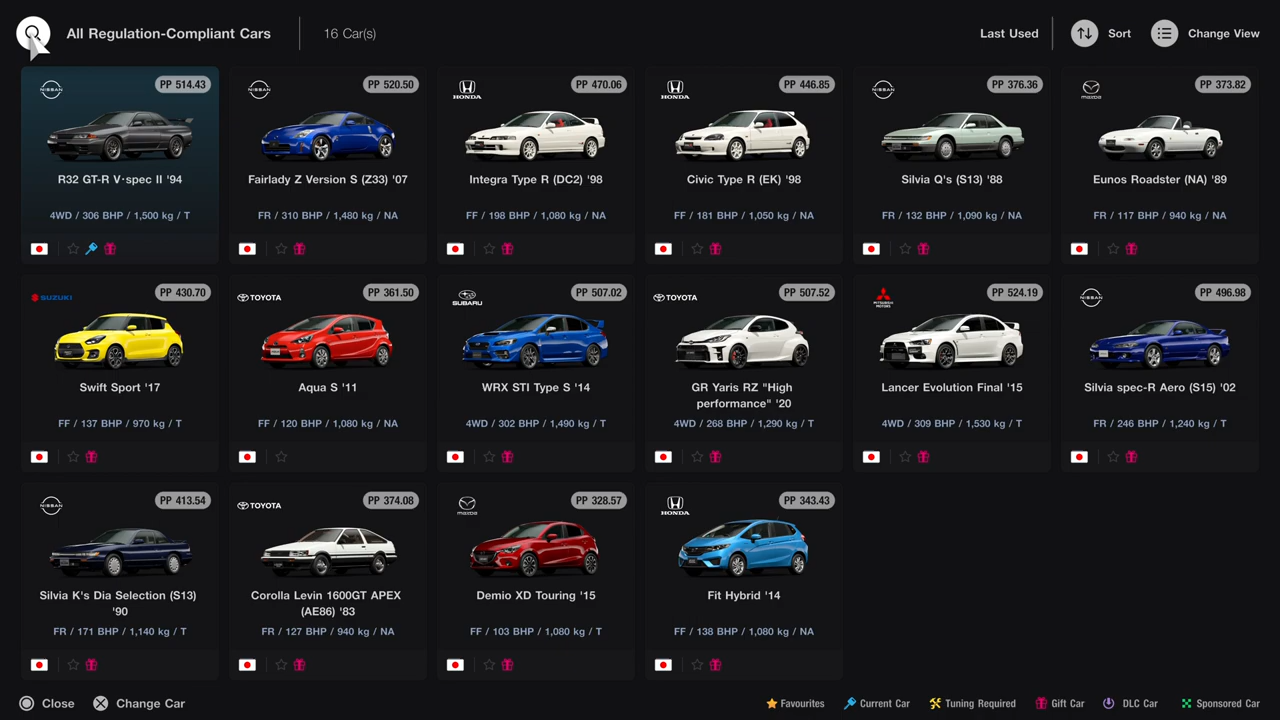 All Regulation-Compliant Cars
16 Car(s)
Last Used
Sort
Change View
PP 514.43
R32 GT-R V・spec II '94
4WD / 306 BHP / 1,500 kg / T
PP 520.50
Fairlady Z Version S (Z33) '07
FR / 310 BHP / 1,480 kg / NA
HONDA
PP 470.06
Integra Type R (DC2) '98
FF / 198 BHP / 1,080 kg / NA
HONDA
PP 446.85
Civic Type R (EK) '98
FF / 181 BHP / 1,050 kg / NA
PP 376.36
Silvia Q's (S13) '88
FR / 132 BHP / 1,090 kg / NA
mazda
PP 373.82
Eunos Roadster (NA) '89
FR / 117 BHP / 940 kg / NA
SUZUKI
PP 430.70
Swift Sport '17
FF / 137 BHP / 970 kg / T
TOYOTA
PP 361.50
Aqua S '11
FF / 120 BHP / 1,080 kg / NA
SUBARU
PP 507.02
WRX STI Type S '14
4WD / 302 BHP / 1,490 kg / T
TOYOTA
PP 507.52
GR Yaris RZ "High
performance" '20
4WD / 268 BHP / 1,290 kg / T
MITSUBISHI
MOTORS
PP 524.19
Lancer Evolution Final '15
4WD / 309 BHP / 1,530 kg / T
PP 496.98
Silvia spec-R Aero (S15) '02
FR / 246 BHP / 1,240 kg / T
PP 413.54
Silvia K's Dia Selection (S13)
'90
FR / 171 BHP / 1,140 kg / T
TOYOTA
PP 374.08
Corolla Levin 1600GT APEX
(AE86) '83
FR / 127 BHP / 940 kg / NA
mazda
PP 328.57
Demio XD Touring '15
FF / 103 BHP / 1,080 kg / T
HONDA
PP 343.43
Fit Hybrid '14
FF / 138 BHP / 1,080 kg / NA
Close
Change Car
Favourites
Current Car
Tuning Required
Gift Car
DLC Car
Sponsored Car